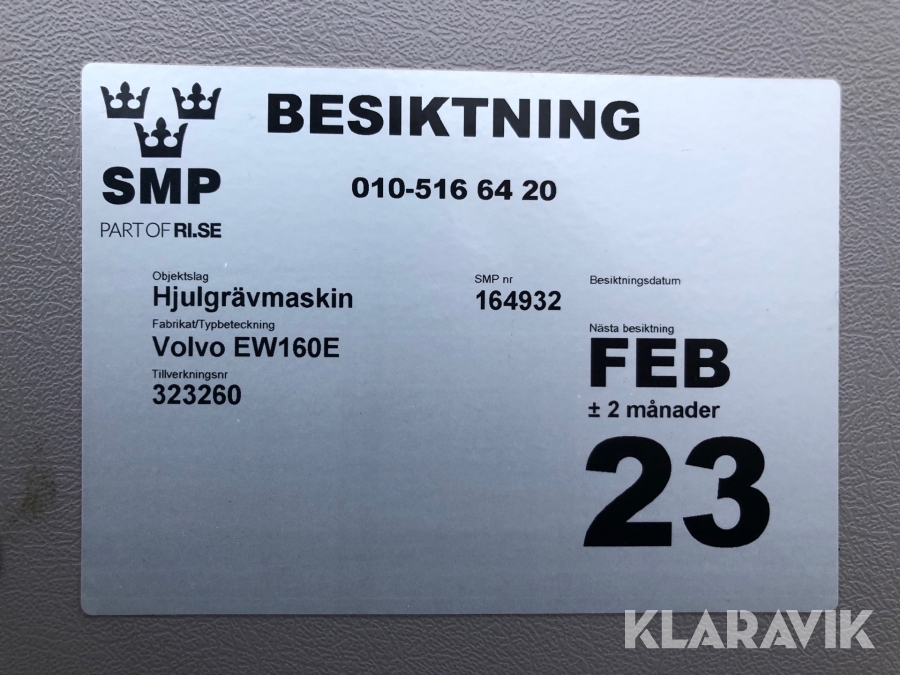 BESIKTNING
SMP
010-516 64 20
PART OF RI.SE
Objektslag
Hjulgrävmaskin
SMP nr
164932
Besiktningsdatum
Fabrikat/Typbeteckning
Volvo EW160E
Nästa besiktning
FEB
± 2 månader
23
Tillverkningsnr
323260
KLARAVIK